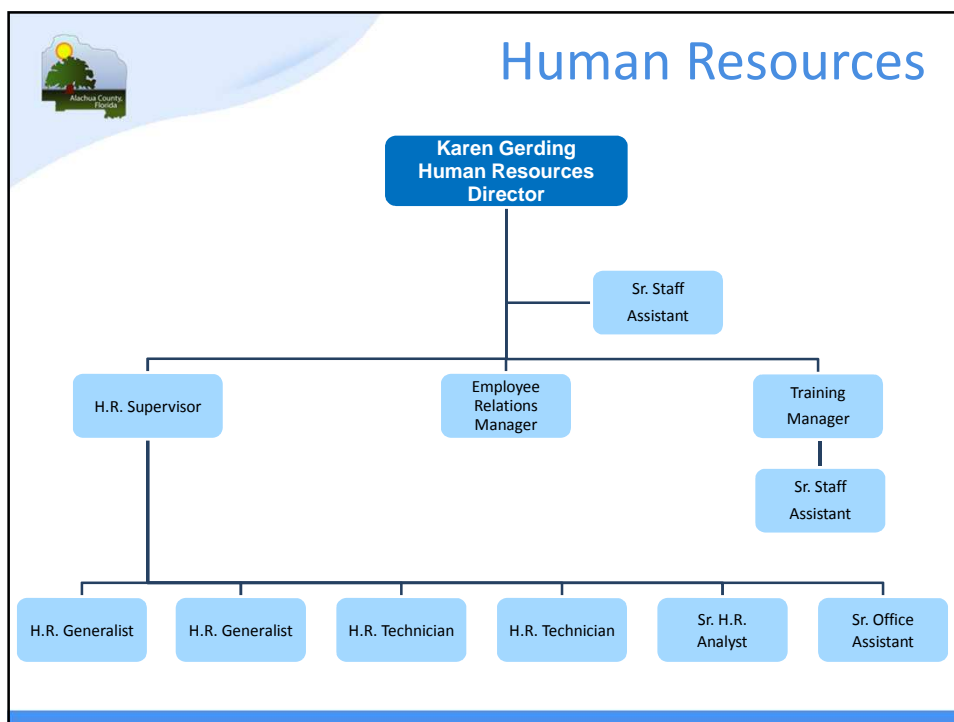 Alachua County,
Florida
Human Resources
Karen Gerding
Human Resources
Director
Sr. Staff
Assistant
H.R. Supervisor
Employee
Relations
Manager
Training
Manager
Sr. Staff
Assistant
H.R. Generalist
H.R. Generalist
H.R. Technician
H.R. Technician
Sr. H.R.
Analyst
Sr. Office
Assistant